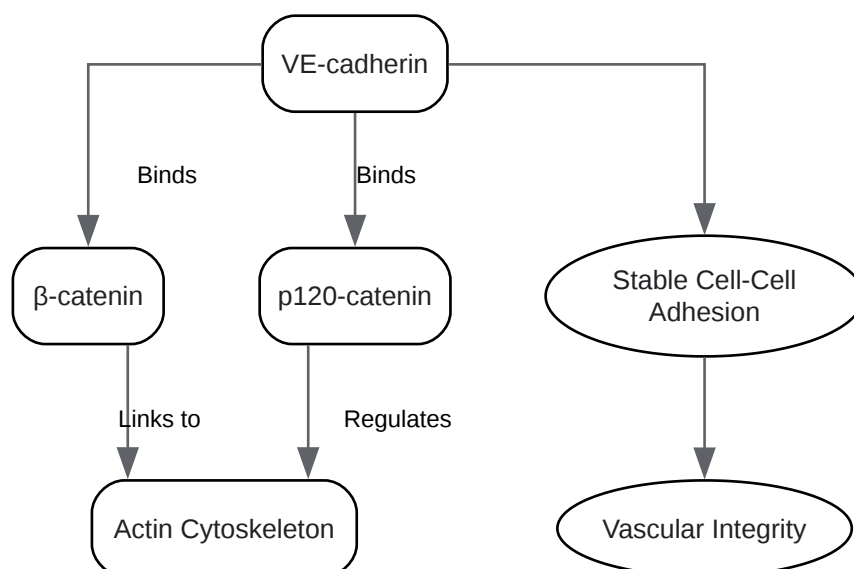 VE-cadherin
Binds
Binds
β-catenin
p120-catenin
Stable Cell-Cell
Adhesion
Links to
Regulates
Actin Cytoskeleton
Vascular Integrity